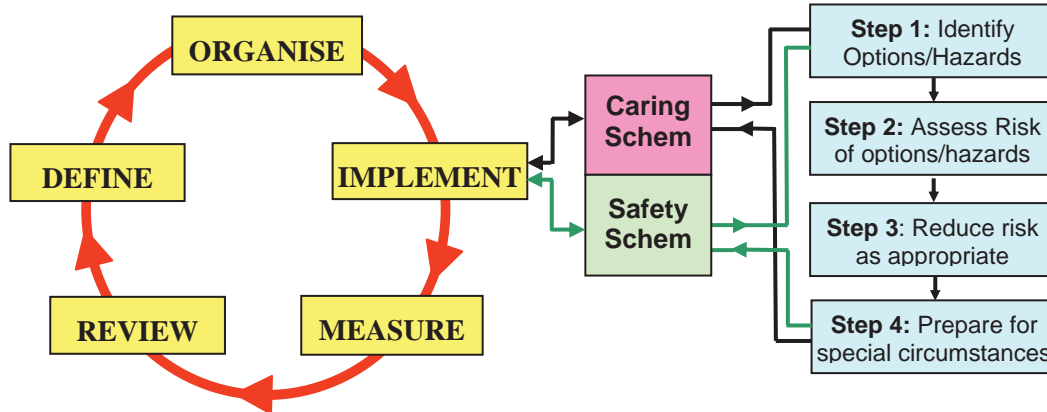 ORGANISE
IMPLEMENT
MEASURE
REVIEW
DEFINE
Caring
Schem
Safety
Schem
Step 1: Identify
Options/Hazards
Step 2: Assess Risk
of options/hazards
Step 3: Reduce risk
as appropriate
Step 4: Prepare for
special circumstances